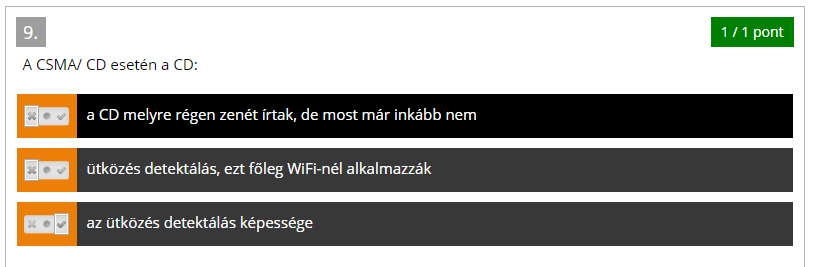 9.
1 / 1 pont
A CSMA/ CD esetén a CD:
a CD melyre régen zenét írtak, de most már inkább nem
ütközés detektálás, ezt főleg WiFi-nél alkalmazzák
az ütközés detektálás képessége